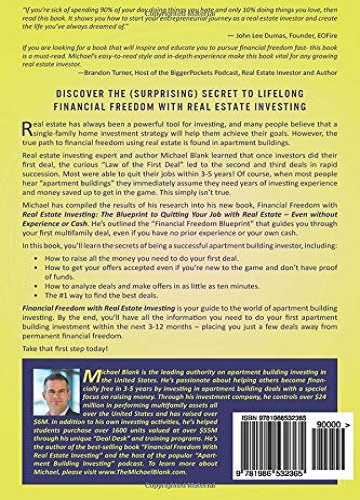 "If you're sick of spending 90% of your day doing things you hate and only 10% doing things you love, then
read this book. It shows you how to start your entrepreneurial journey as a real estate investor and create
the life you've always dreamed of."
— John Lee Dumas, Founder, EOFire
If you are looking for a book that will inspire and educate you to pursue financial freedom fast- this book
is a must-read. Michael's easy-to-read style and in-depth experience make this book vital for any growing
real estate investor.
—Brandon Turner, Host of the BiggerPockets Podcast, Real Estate Investor and Author
DISCOVER THE (SURPRISING) SECRET TO LIFELONG
FINANCIAL FREEDOM WITH REAL ESTATE INVESTING
Real estate has always been a powerful tool for investing, and many people believe that a
single-family home investment strategy will help them achieve their goals. However, the
true path to financial freedom using real estate is found in apartment buildings.
Real estate investing expert and author Michael Blank learned that once investors did their
first deal, the curious "Law of the First Deal" led to the second and third deals in rapid
succession. Most were able to quit their jobs within 3-5 years! Of course, when most people
hear "apartment buildings" they immediately assume they need years of investing experience
and money saved up to get in the game. This simply isn't true.
Michael has compiled the results of his research into his new book, Financial Freedom with
Real Estate Investing: The Blueprint to Quitting Your Job with Real Estate – Even without
Experience or Cash. He's outlined the "Financial Freedom Blueprint" that guides you through
your first multifamily deal, even if you have no prior experience or your own cash.
In this book, you'll learn the secrets of being a successful apartment building investor, including:
• How to raise all the money you need to do your first deal.
• How to get your offers accepted even if you're new to the game and don't have proof
of funds.
• How to analyze deals and make offers in as little as ten minutes.
• The #1 way to find the best deals.
Financial Freedom with Real Estate Investing is your guide to the world of apartment building
investing. By the end, you'll have all the information you need to do your first apartment
building investment within the next 3-12 months – placing you just a few deals away from
permanent financial freedom.
Take that first step today!
Michael Blank is the leading authority on apartment building investing in
the United States. He's passionate about helping others become finan-
cially free in 3-5 years by investing in apartment building deals with a special
focus on raising money. Through his investment company, he controls over $24
million in performing multifamily assets all
over the United States and has raised over
$6M. In addition to his own investing activities, he's helped
students purchase over 1600 units valued over $55M
through his unique "Deal Desk" and training programs. He's
the author of the best-selling book "Financial Freedom With
Real Estate Investing" and the host of the popular "Apart-
ment Building Investing" podcast. To learn more about
Michael, please visit www.TheMichaelBlank.com.
ISBN 9781986532365
90000 >
9 781986 532365